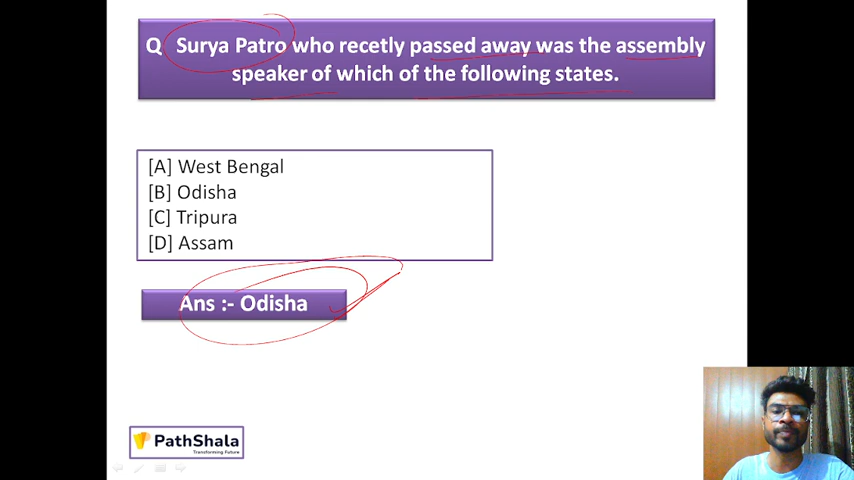 Q Surya Patro who recetly passed away was the assembly
speaker of which of the following states.
[A] West Bengal
[B] Odisha
[C] Tripura
[D] Assam
Ans :- Odisha
PathShala
Transforming Future